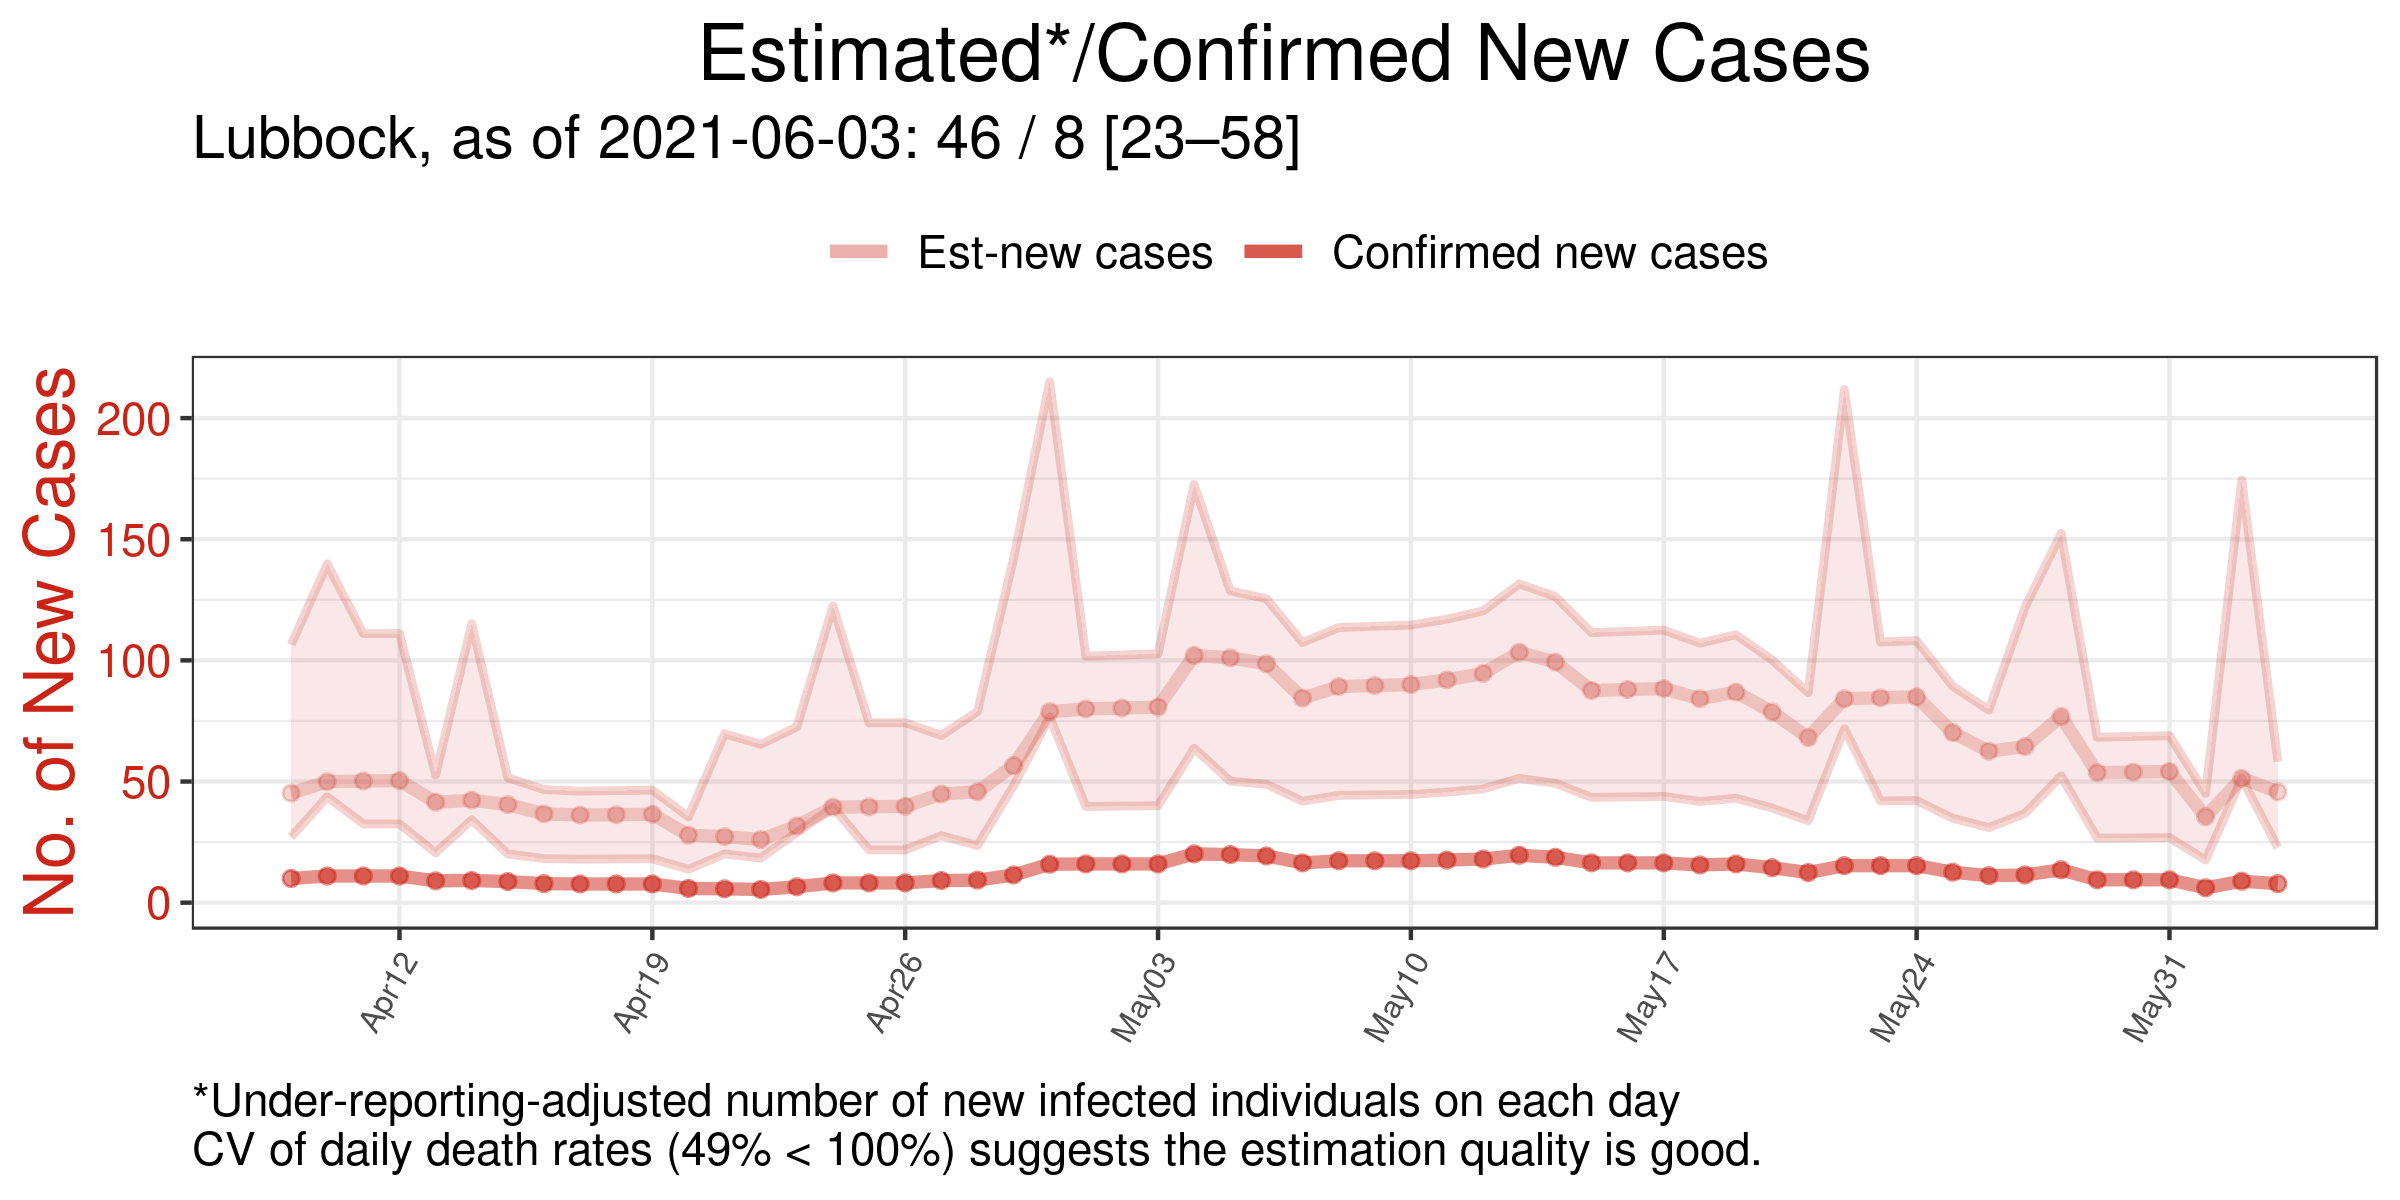 Estimated*/Confirmed New Cases
Lubbock, as of 2021-06-03: 46 / 8 [23–58]
Est-new cases
Confirmed new cases
No. of New Cases
200
150
100
50
0
Apr12
Apr19
Apr26
May03
May10
May17
May24
May31
*Under-reporting-adjusted number of new infected individuals on each day
CV of daily death rates (49% < 100%) suggests the estimation quality is good.